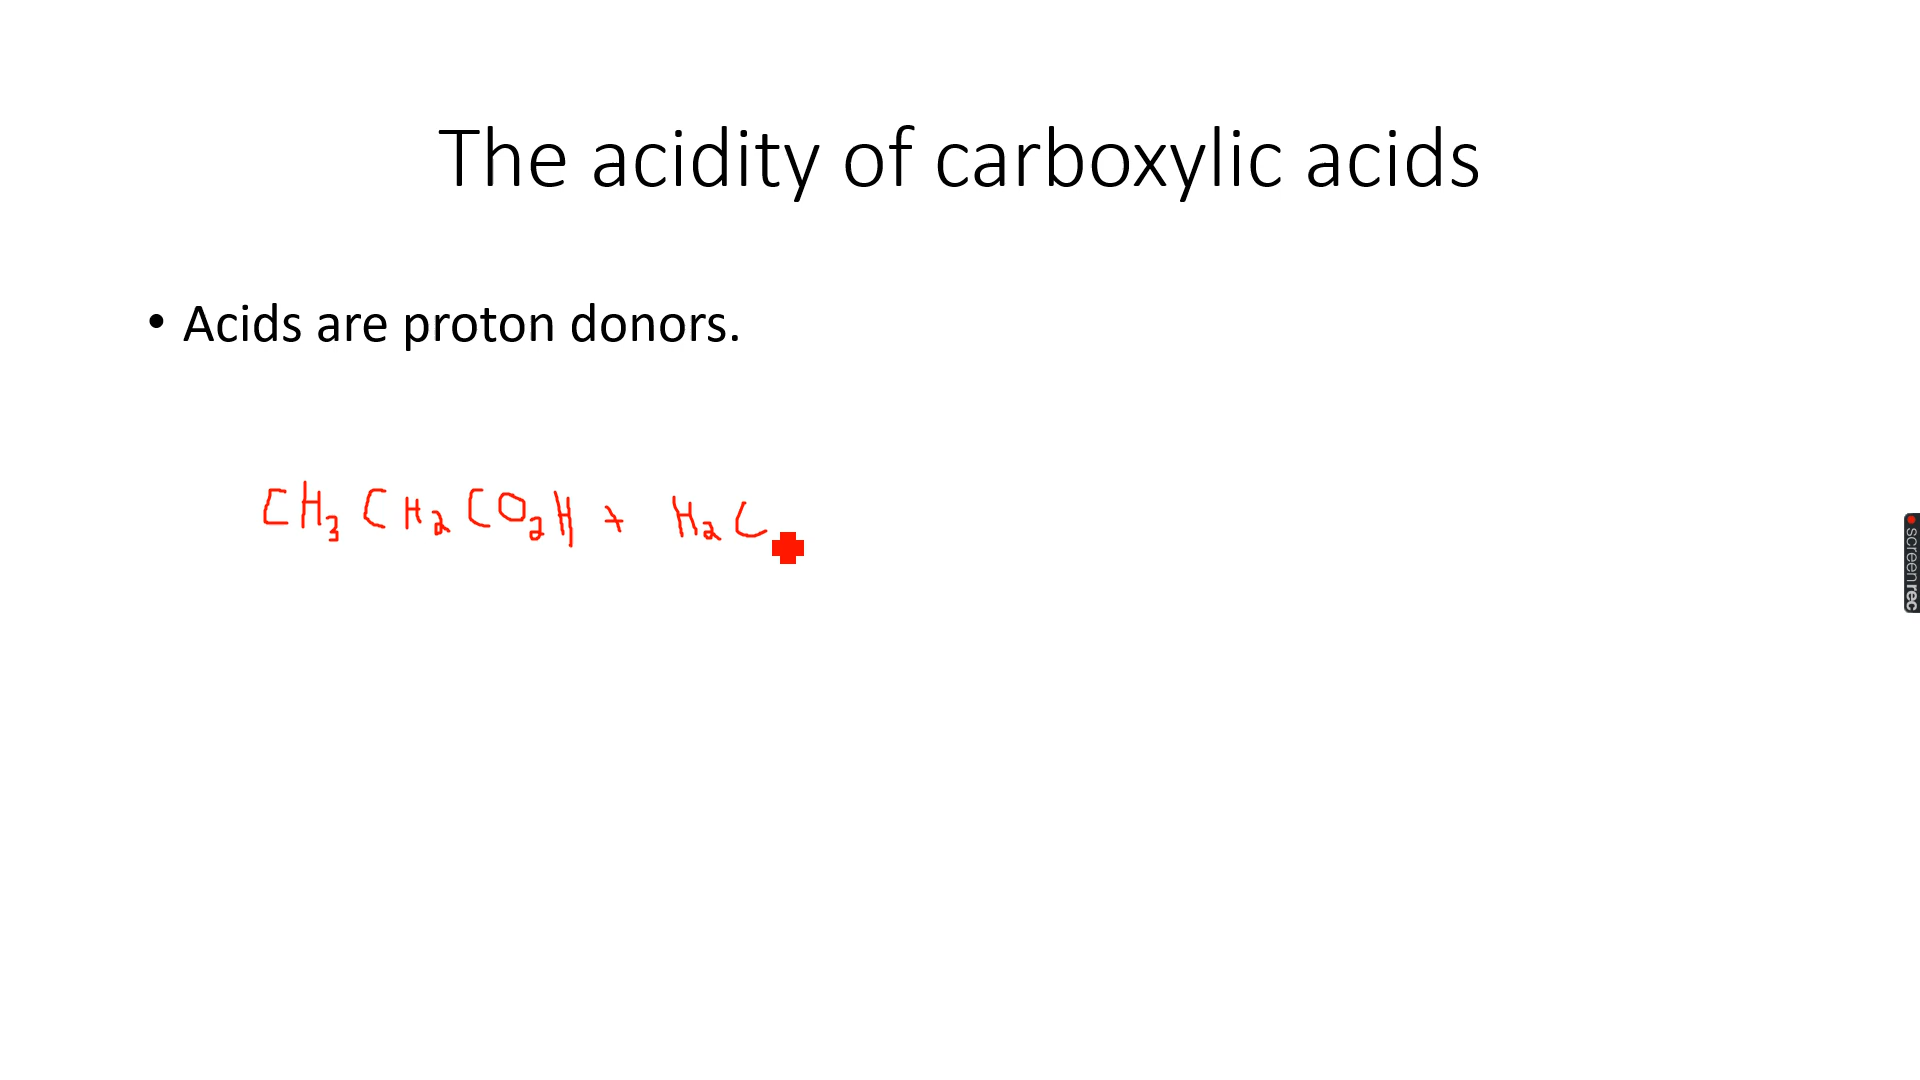 The acidity of carboxylic acids
• Acids are proton donors.
CH₃CH₂CO₂H + H₂C
screenrec